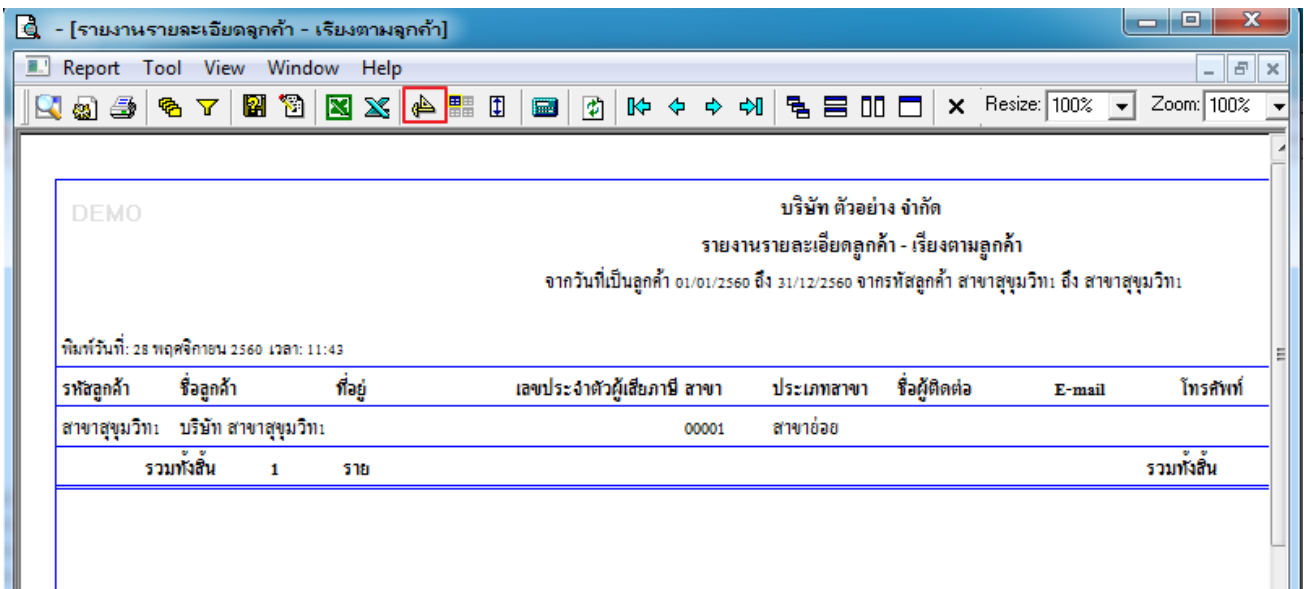 - [รายงานรายละเอียดลูกค้า - เรียงตามลูกค้า]
Report Tool View Window Help
Resize: 100% Zoom: 100%
DEMO
บริษัท ตัวอย่าง จำกัด
รายงานรายละเอียดลูกค้า - เรียงตามลูกค้า
จากวันที่เป็นลูกค้า 01/01/2560 ถึง 31/12/2560 จากรหัสลูกค้า สาขาสุขุมวิท1 ถึง สาขาสุขุมวิท1
พิมพ์วันที่: 28 พฤศจิกายน 2560 เวลา: 11:43
รหัสลูกค้า ชื่อลูกค้า ที่อยู่ เลขประจำตัวผู้เสียภาษี สาขา ประเภทสาขา ชื่อผู้ติดต่อ E-mail โทรศัพท์
สาขาสุขุมวิท1 บริษัท สาขาสุขุมวิท1 00001 สาขาย่อย
รวมทั้งสิ้น 1 ราย รวมทั้งสิ้น